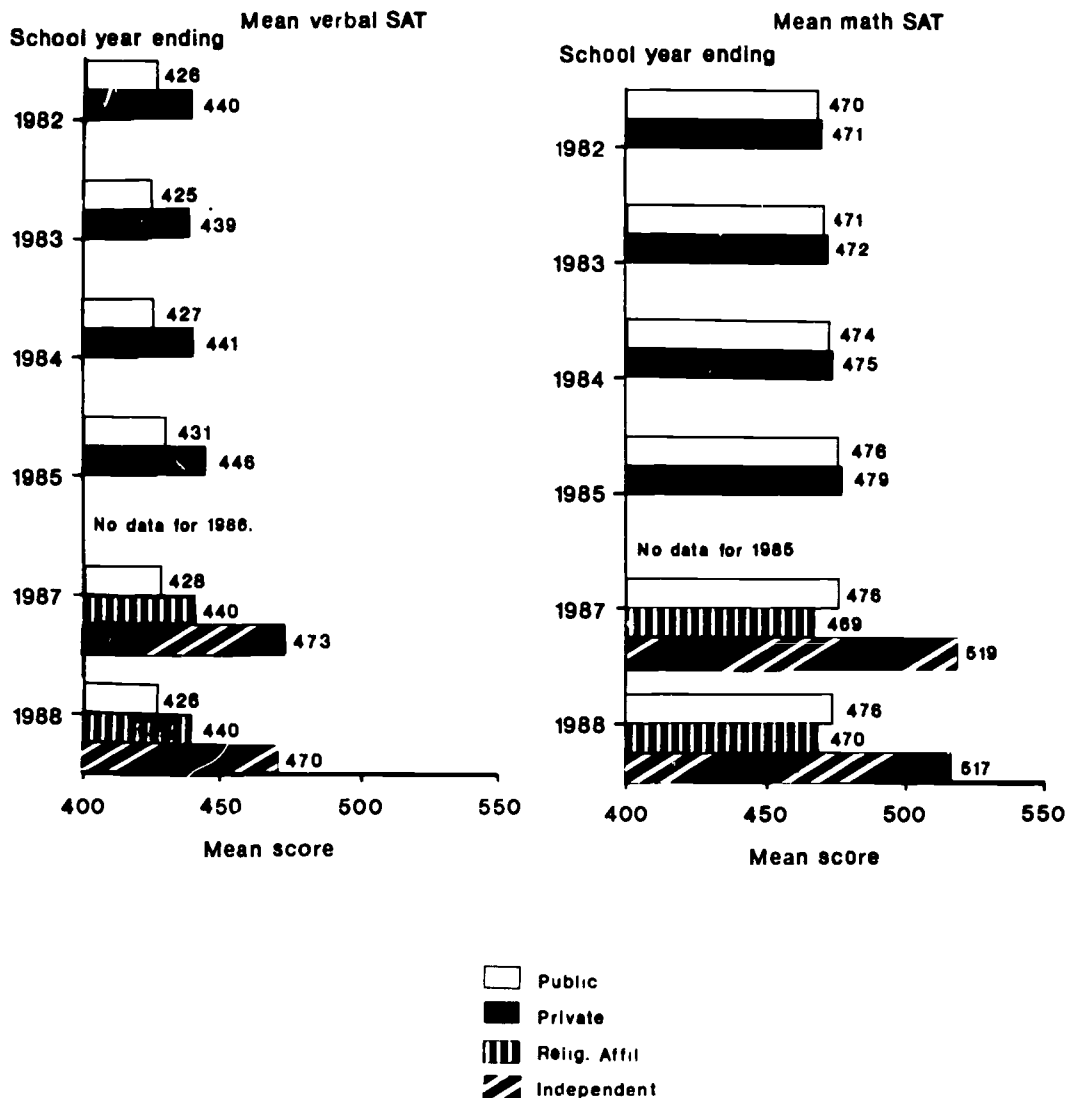 Mean verbal SAT
School year ending
426
440
1982
425
439
1983
427
441
1984
431
446
1985
No data for 1986.
428
1987
440
473
426
1988
440
470
400 450 500 550
Mean score
Mean math SAT
School year ending
470
471
1982
471
472
1983
474
475
1984
476
479
1985
No data for 1986
476
1987
469
519
476
1988
470
517
400 450 500 550
Mean score
Public
Private
Relig. Affil
Independent